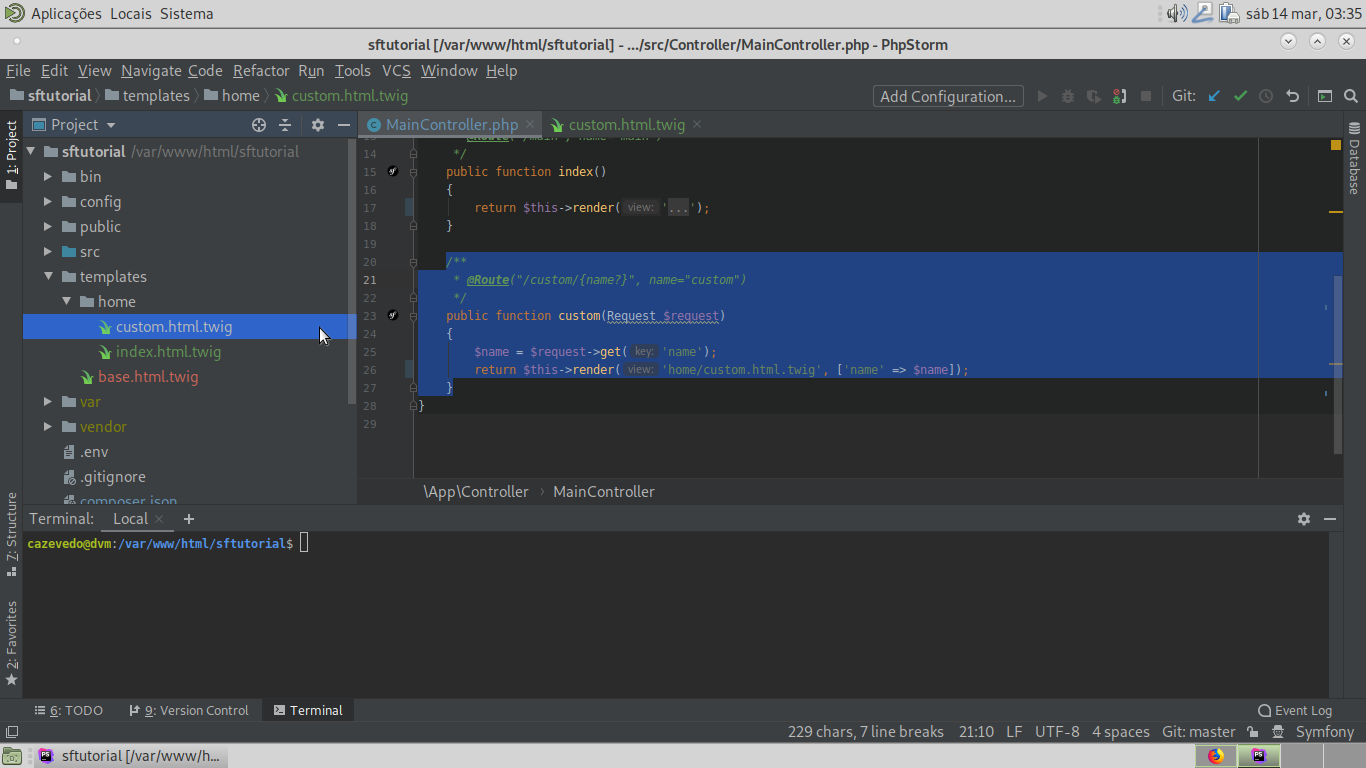 Aplicações Locais Sistema
sáb 14 mar, 03:35
sftutorial [/var/www/html/sftutorial] - .../src/Controller/MainController.php - PhpStorm
File Edit View Navigate Code Refactor Run Tools VCS Window Help
sftutorial templates home custom.html.twig
Add Configuration...
Git:
1: Project
Project
MainController.php
custom.html.twig
Database
sftutorial /var/www/html/sftutorial
bin
config
public
src
templates
home
custom.html.twig
index.html.twig
base.html.twig
var
vendor
.env
.gitignore
composer.json
14 */
15 public function index()
16 {
17 return $this->render( view: '...');
18 }
19
20 /**
21 * @Route("/custom/{name?}", name="custom")
22 */
23 public function custom(Request $request)
24 {
25 $name = $request->get( key: 'name');
26 return $this->render( view: 'home/custom.html.twig', ['name' => $name]);
27 }
28 }
29
\App\Controller › MainController
7: Structure
2: Favorites
Terminal: Local +
cazevedo@dvm:/var/www/html/sftutorial$
6: TODO
9: Version Control
Terminal
Event Log
229 chars, 7 line breaks 21:10 LF UTF-8 4 spaces Git: master Symfony
sftutorial [/var/www/h...
PS